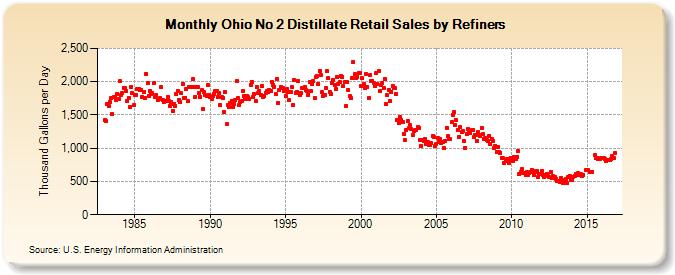 Monthly Ohio No 2 Distillate Retail Sales by Refiners
Thousand Gallons per Day
2,500
2,000
1,500
1,000
500
0
1985 1990 1995 2000 2005 2010 2015
Source: U.S. Energy Information Administration